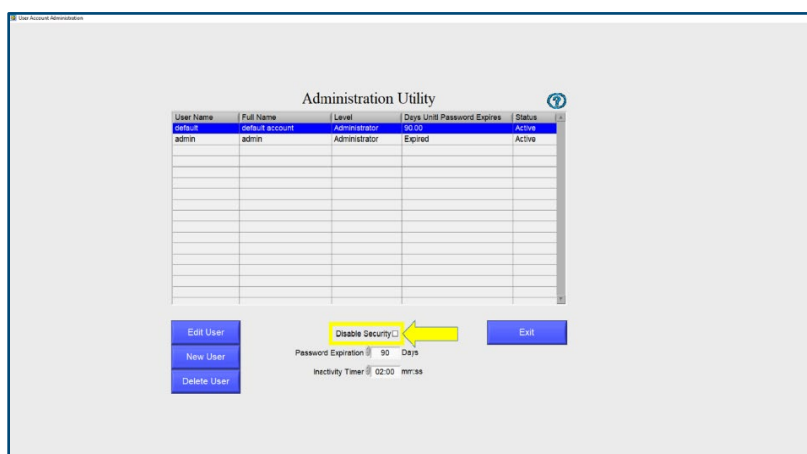 User Account Administration
Administration Utility
User Name Full Name Level Days Until Password Expires Status
default default account Administrator 90.00 Active
admin admin Administrator Expired Active
Edit User
Disable Security
Exit
New User
Password Expiration 90 Days
Inactivity Timer 02:00 mm:ss
Delete User